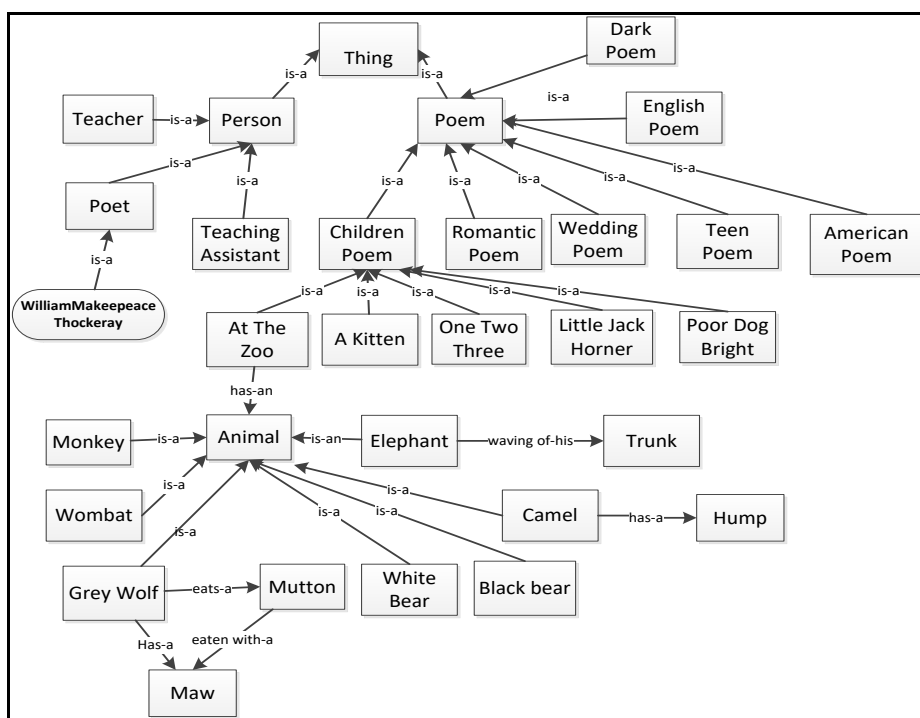 Dark
Poem
Thing
is-a
is-a
is-a
Teacher
is-a
Person
Poem
English
Poem
is-a
is-a
is-a
is-a
is-a
is-a
is-a
Poet
Teaching
Assistant
Children
Poem
Romantic
Poem
Wedding
Poem
Teen
Poem
American
Poem
is-a
WilliamMakeepeace
Thockeray
is-a
is-a
is-a
is-a
is-a
At The
Zoo
A Kitten
One Two
Three
Little Jack
Horner
Poor Dog
Bright
has-an
Monkey
is-a
Animal
is-an
Elephant
waving of-his
Trunk
is-a
is-a
Wombat
is-a
is-a
is-a
Camel
has-a
Hump
Grey Wolf
eats-a
Mutton
White
Bear
Black bear
Has-a
eaten with-a
Maw